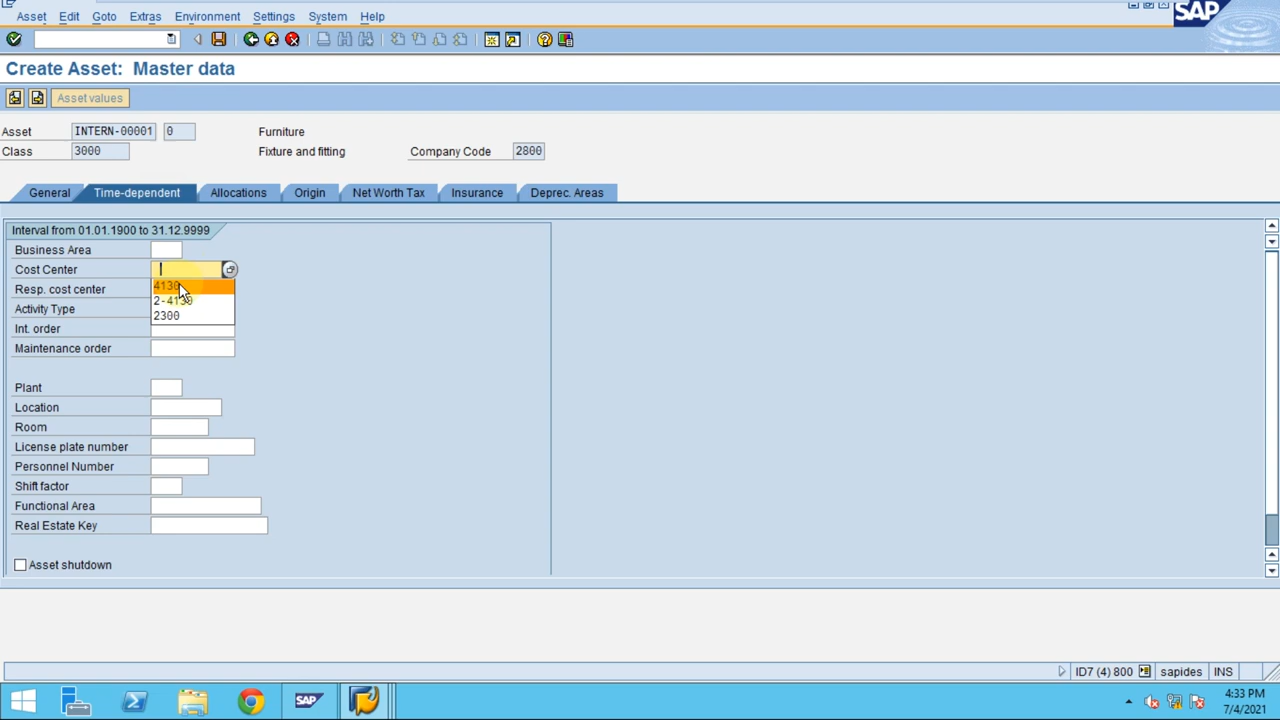 Asset Edit Goto Extras Environment Settings System Help
SAP
Create Asset: Master data
Asset values
Asset INTERN-00001 0 Furniture
Class 3000 Fixture and fitting Company Code 2800
General Time-dependent Allocations Origin Net Worth Tax Insurance Deprec. Areas
Interval from 01.01.1900 to 31.12.9999
Business Area
Cost Center
Resp. cost center 4130
Activity Type 2-4130
2300
Int. order
Maintenance order
Plant
Location
Room
License plate number
Personnel Number
Shift factor
Functional Area
Real Estate Key
Asset shutdown
ID7 (4) 800 sapides INS
SAP
4:33 PM
7/4/2021